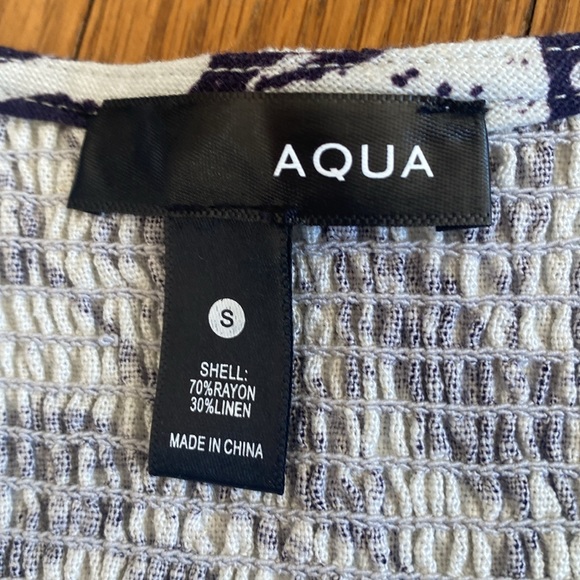 AQUA
S
SHELL:
70%RAYON
30%LINEN
MADE IN CHINA